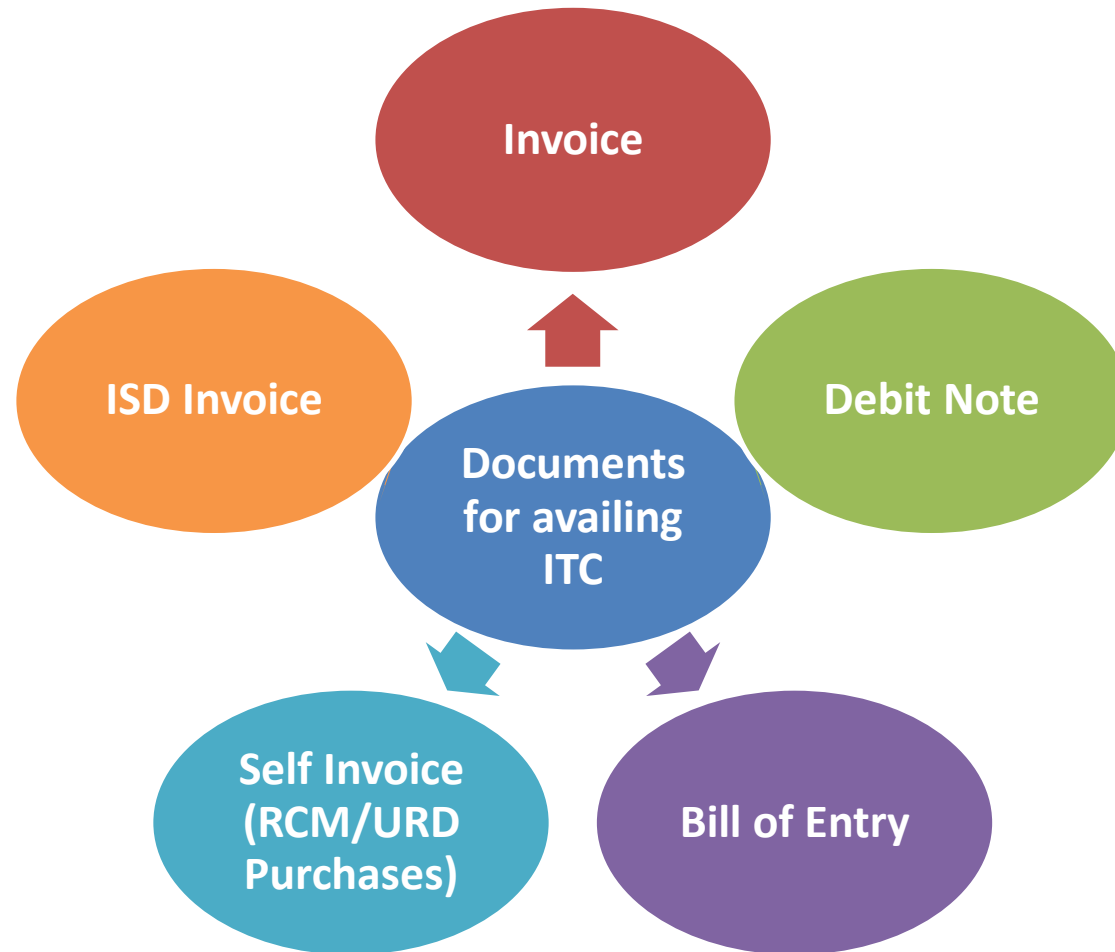 Invoice
ISD Invoice
Debit Note
Documents
for availing
ITC
Self Invoice
(RCM/URD
Purchases)
Bill of Entry